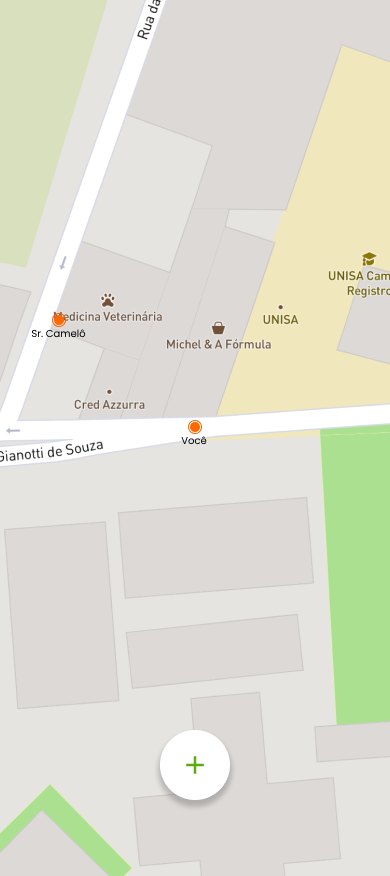 Rua da
Medicina Veterinária
Sr. Camelô
UNISA Cam
Registro
UNISA
Michel & A Fórmula
Cred Azzurra
Você
Gianotti de Souza